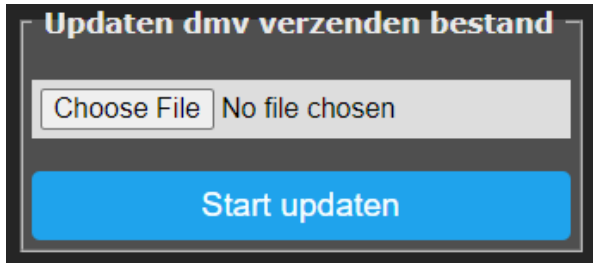 Updaten dmv verzenden bestand
Choose File No file chosen
Start updaten